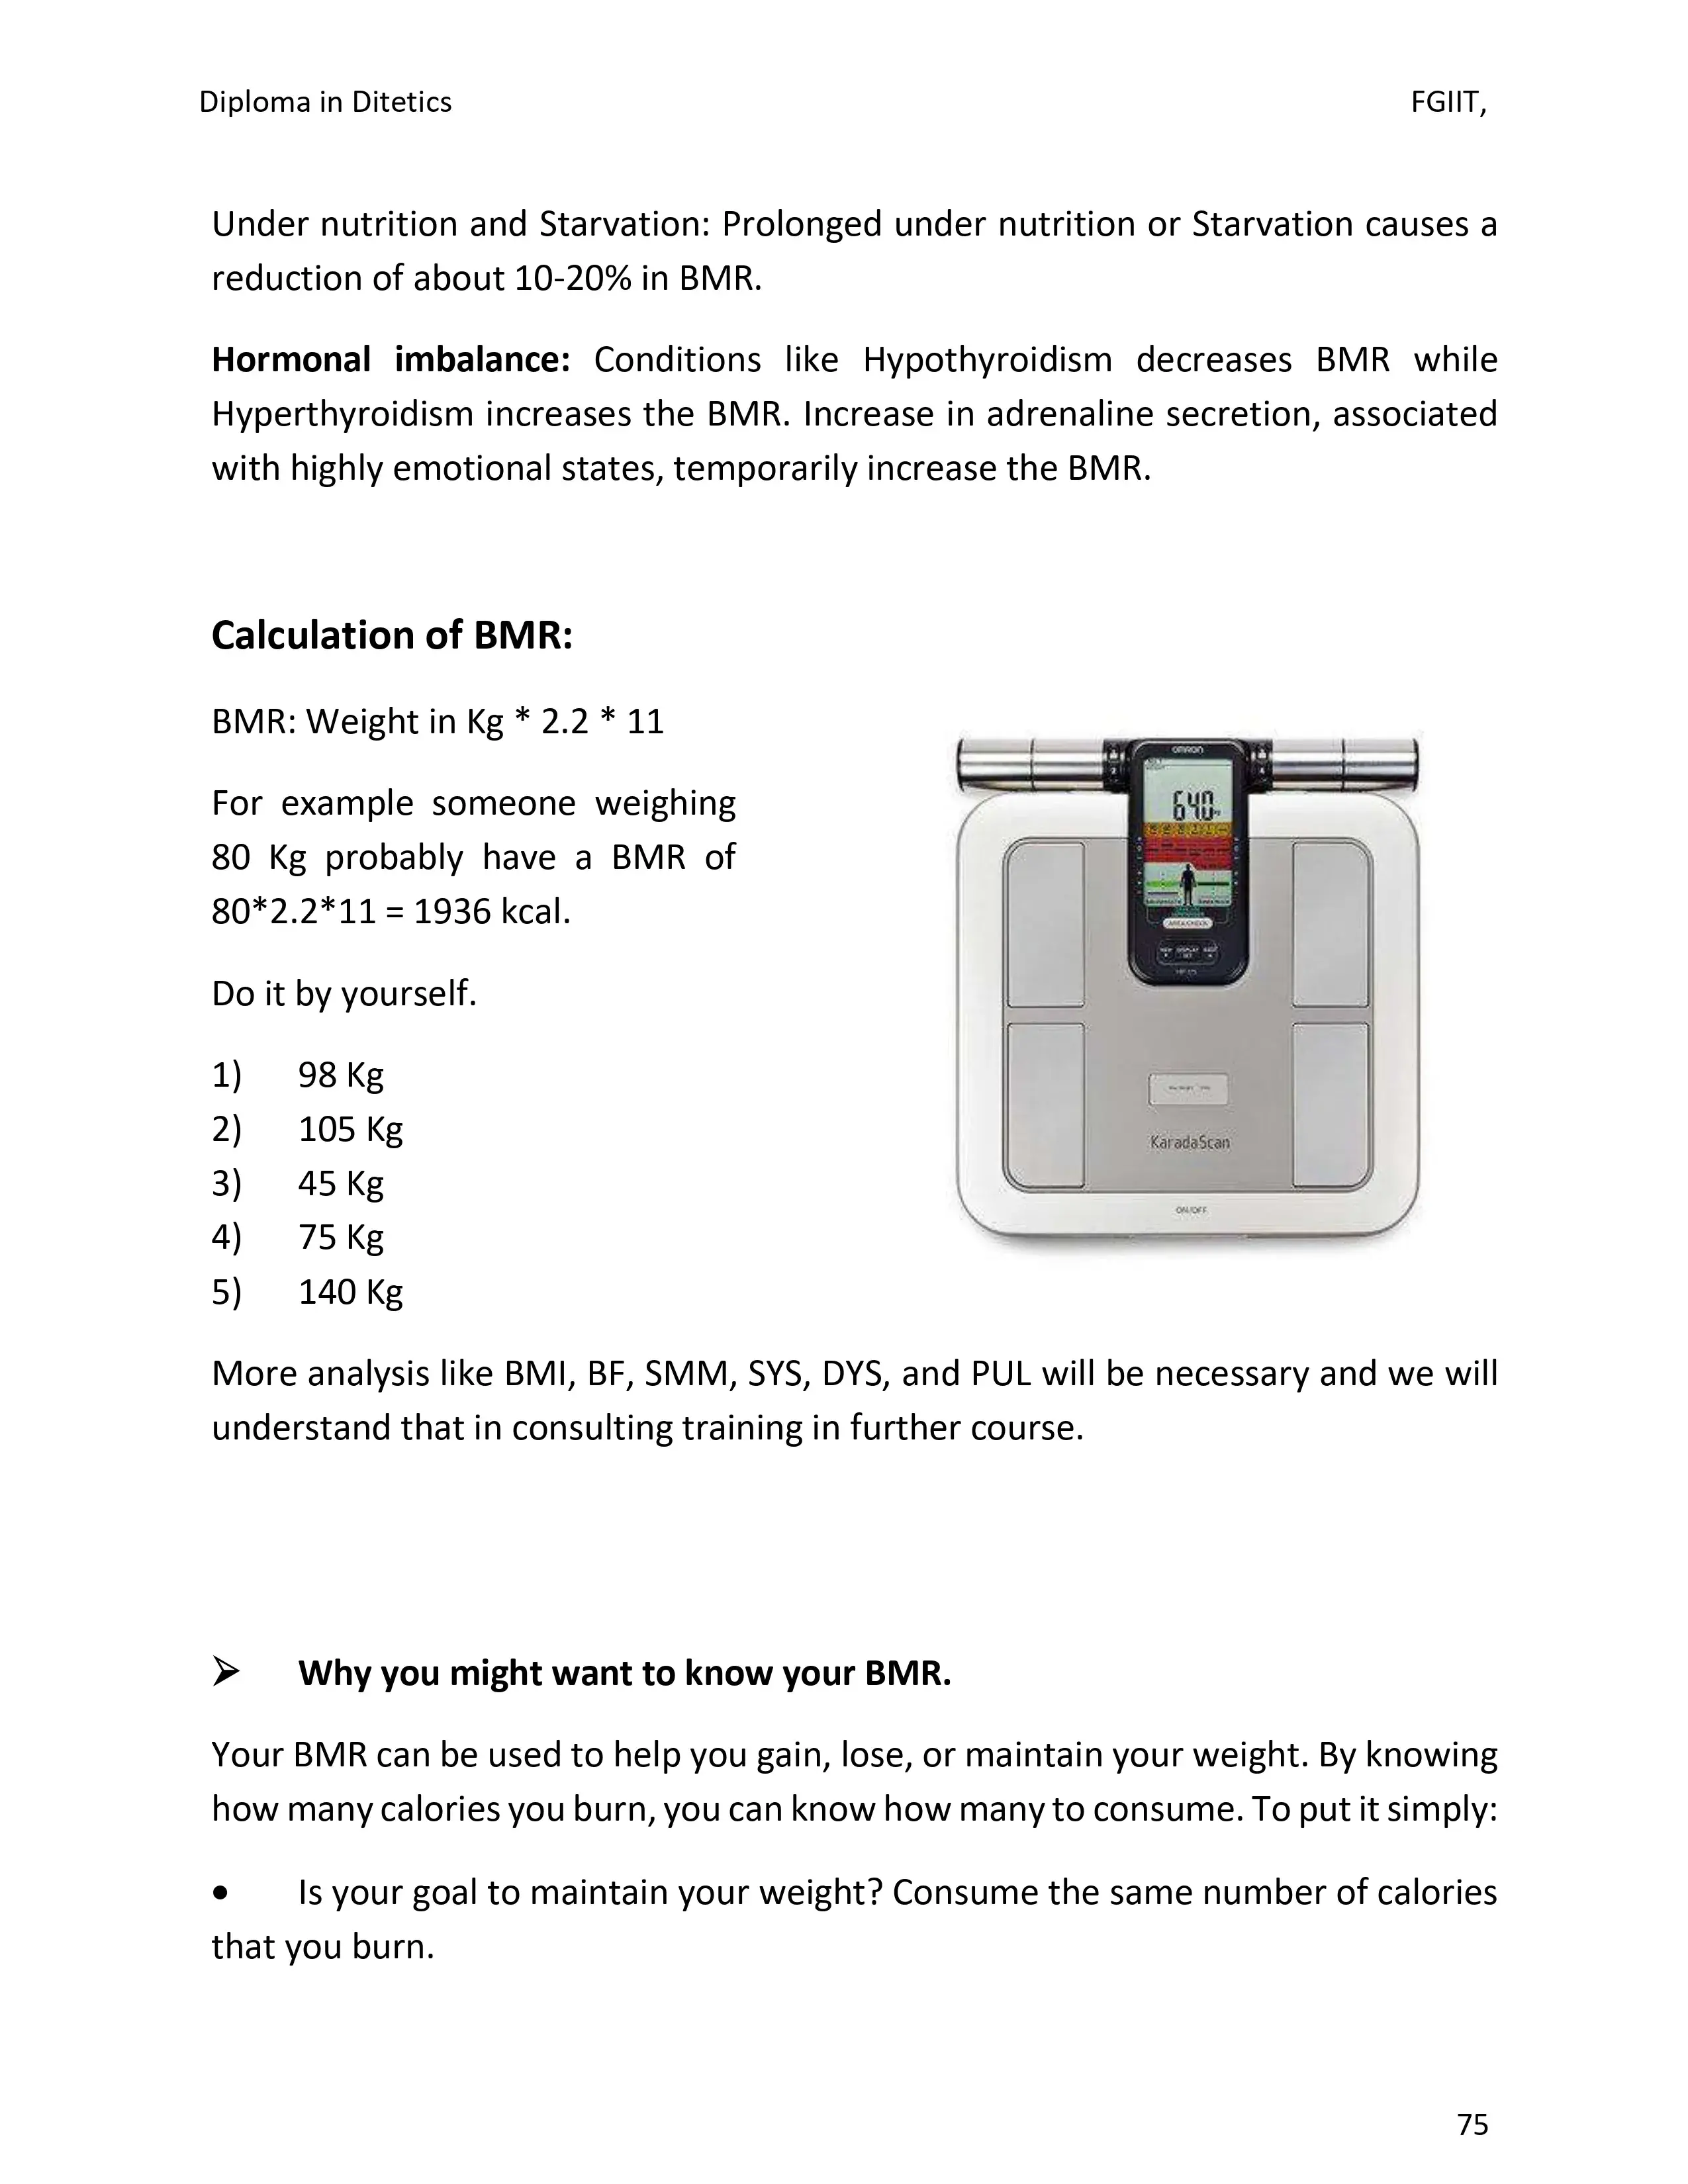 Diploma in Ditetics
FGIIT,
Under nutrition and Starvation: Prolonged under nutrition or Starvation causes a
reduction of about 10-20% in BMR.
Hormonal imbalance: Conditions like Hypothyroidism decreases BMR while
Hyperthyroidism increases the BMR. Increase in adrenaline secretion, associated
with highly emotional states, temporarily increase the BMR.
Calculation of BMR:
BMR: Weight in Kg * 2.2 * 11
For example someone weighing
80 Kg probably have a BMR of
80*2.2*11 = 1936 kcal.
Do it by yourself.
1) 98 Kg
2) 105 Kg
3) 45 Kg
4) 75 Kg
5) 140 Kg
OMRON
64.0
KaradaScan
ON/OFF
More analysis like BMI, BF, SMM, SYS, DYS, and PUL will be necessary and we will
understand that in consulting training in further course.
➢ Why you might want to know your BMR.
Your BMR can be used to help you gain, lose, or maintain your weight. By knowing
how many calories you burn, you can know how many to consume. To put it simply:
• Is your goal to maintain your weight? Consume the same number of calories
that you burn.
75